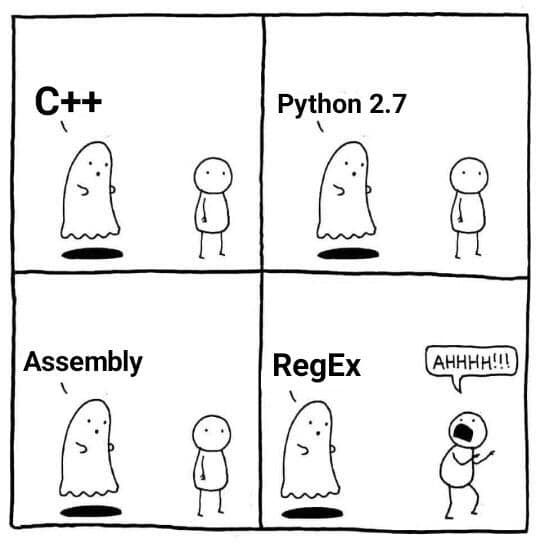 C++
Python 2.7
Assembly
RegEx
AHHHH!!!